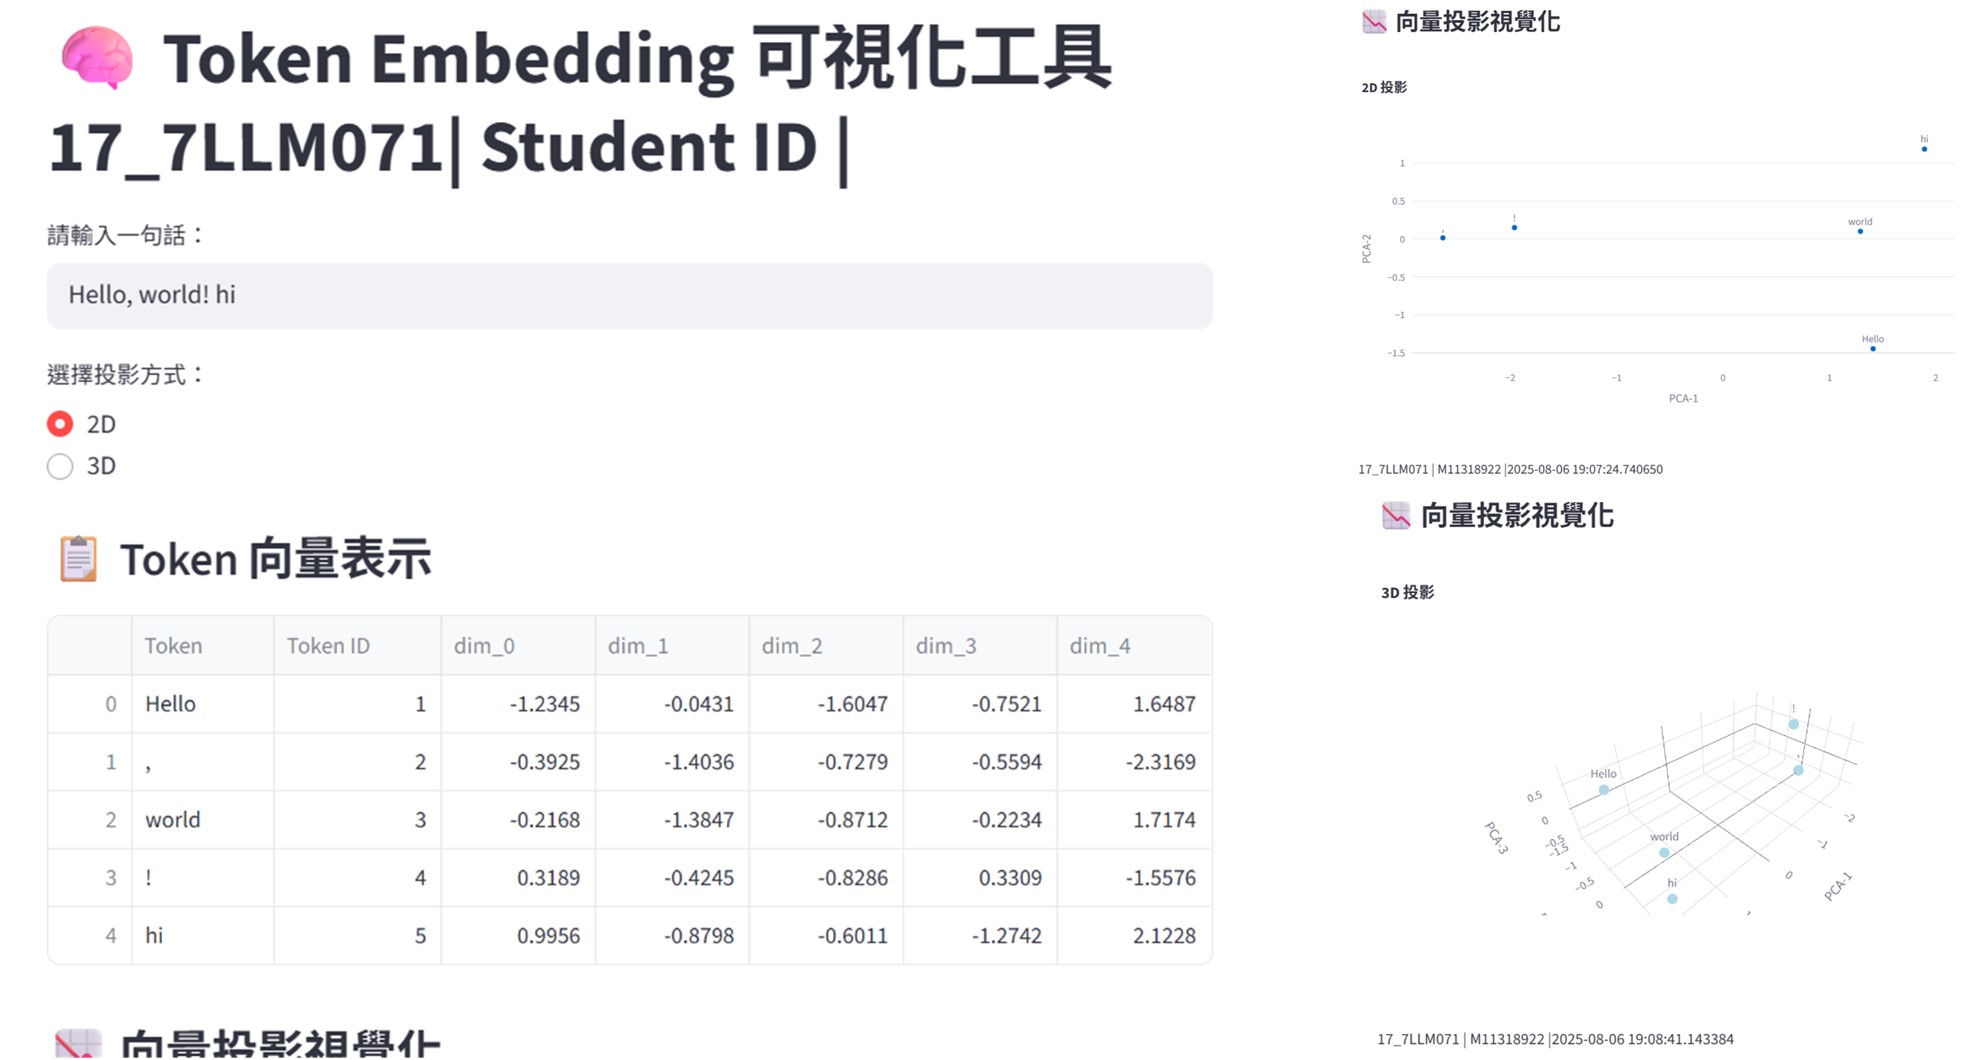 Token Embedding 可視化工具
17_7LLM071| Student ID |
請輸入一句話：
Hello, world! hi
選擇投影方式：
2D
3D
Token 向量表示
Token Token ID dim_0 dim_1 dim_2 dim_3 dim_4
0 Hello 1 -1.2345 -0.0431 -1.6047 -0.7521 1.6487
1 , 2 -0.3925 -1.4036 -0.7279 -0.5594 -2.3169
2 world 3 -0.2168 -1.3847 -0.8712 -0.2234 1.7174
3 ! 4 0.3189 -0.4245 -0.8286 0.3309 -1.5576
4 hi 5 0.9956 -0.8798 -0.6011 -1.2742 2.1228
向量投影視覺化
向量投影視覺化
2D 投影
hi
1
0.5
! world
, 0
PCA-2
−0.5
−1
Hello
−1.5
−2 −1 0 1 2
PCA-1
17_7LLM071 | M11318922 |2025-08-06 19:07:24.740650
向量投影視覺化
3D 投影
!
,
Hello
0.5
0
−0.5
PCA-3
world
−1.5
−1
−0.5
0
hi
−2
−1
0
1
PCA-1
17_7LLM071 | M11318922 |2025-08-06 19:08:41.143384